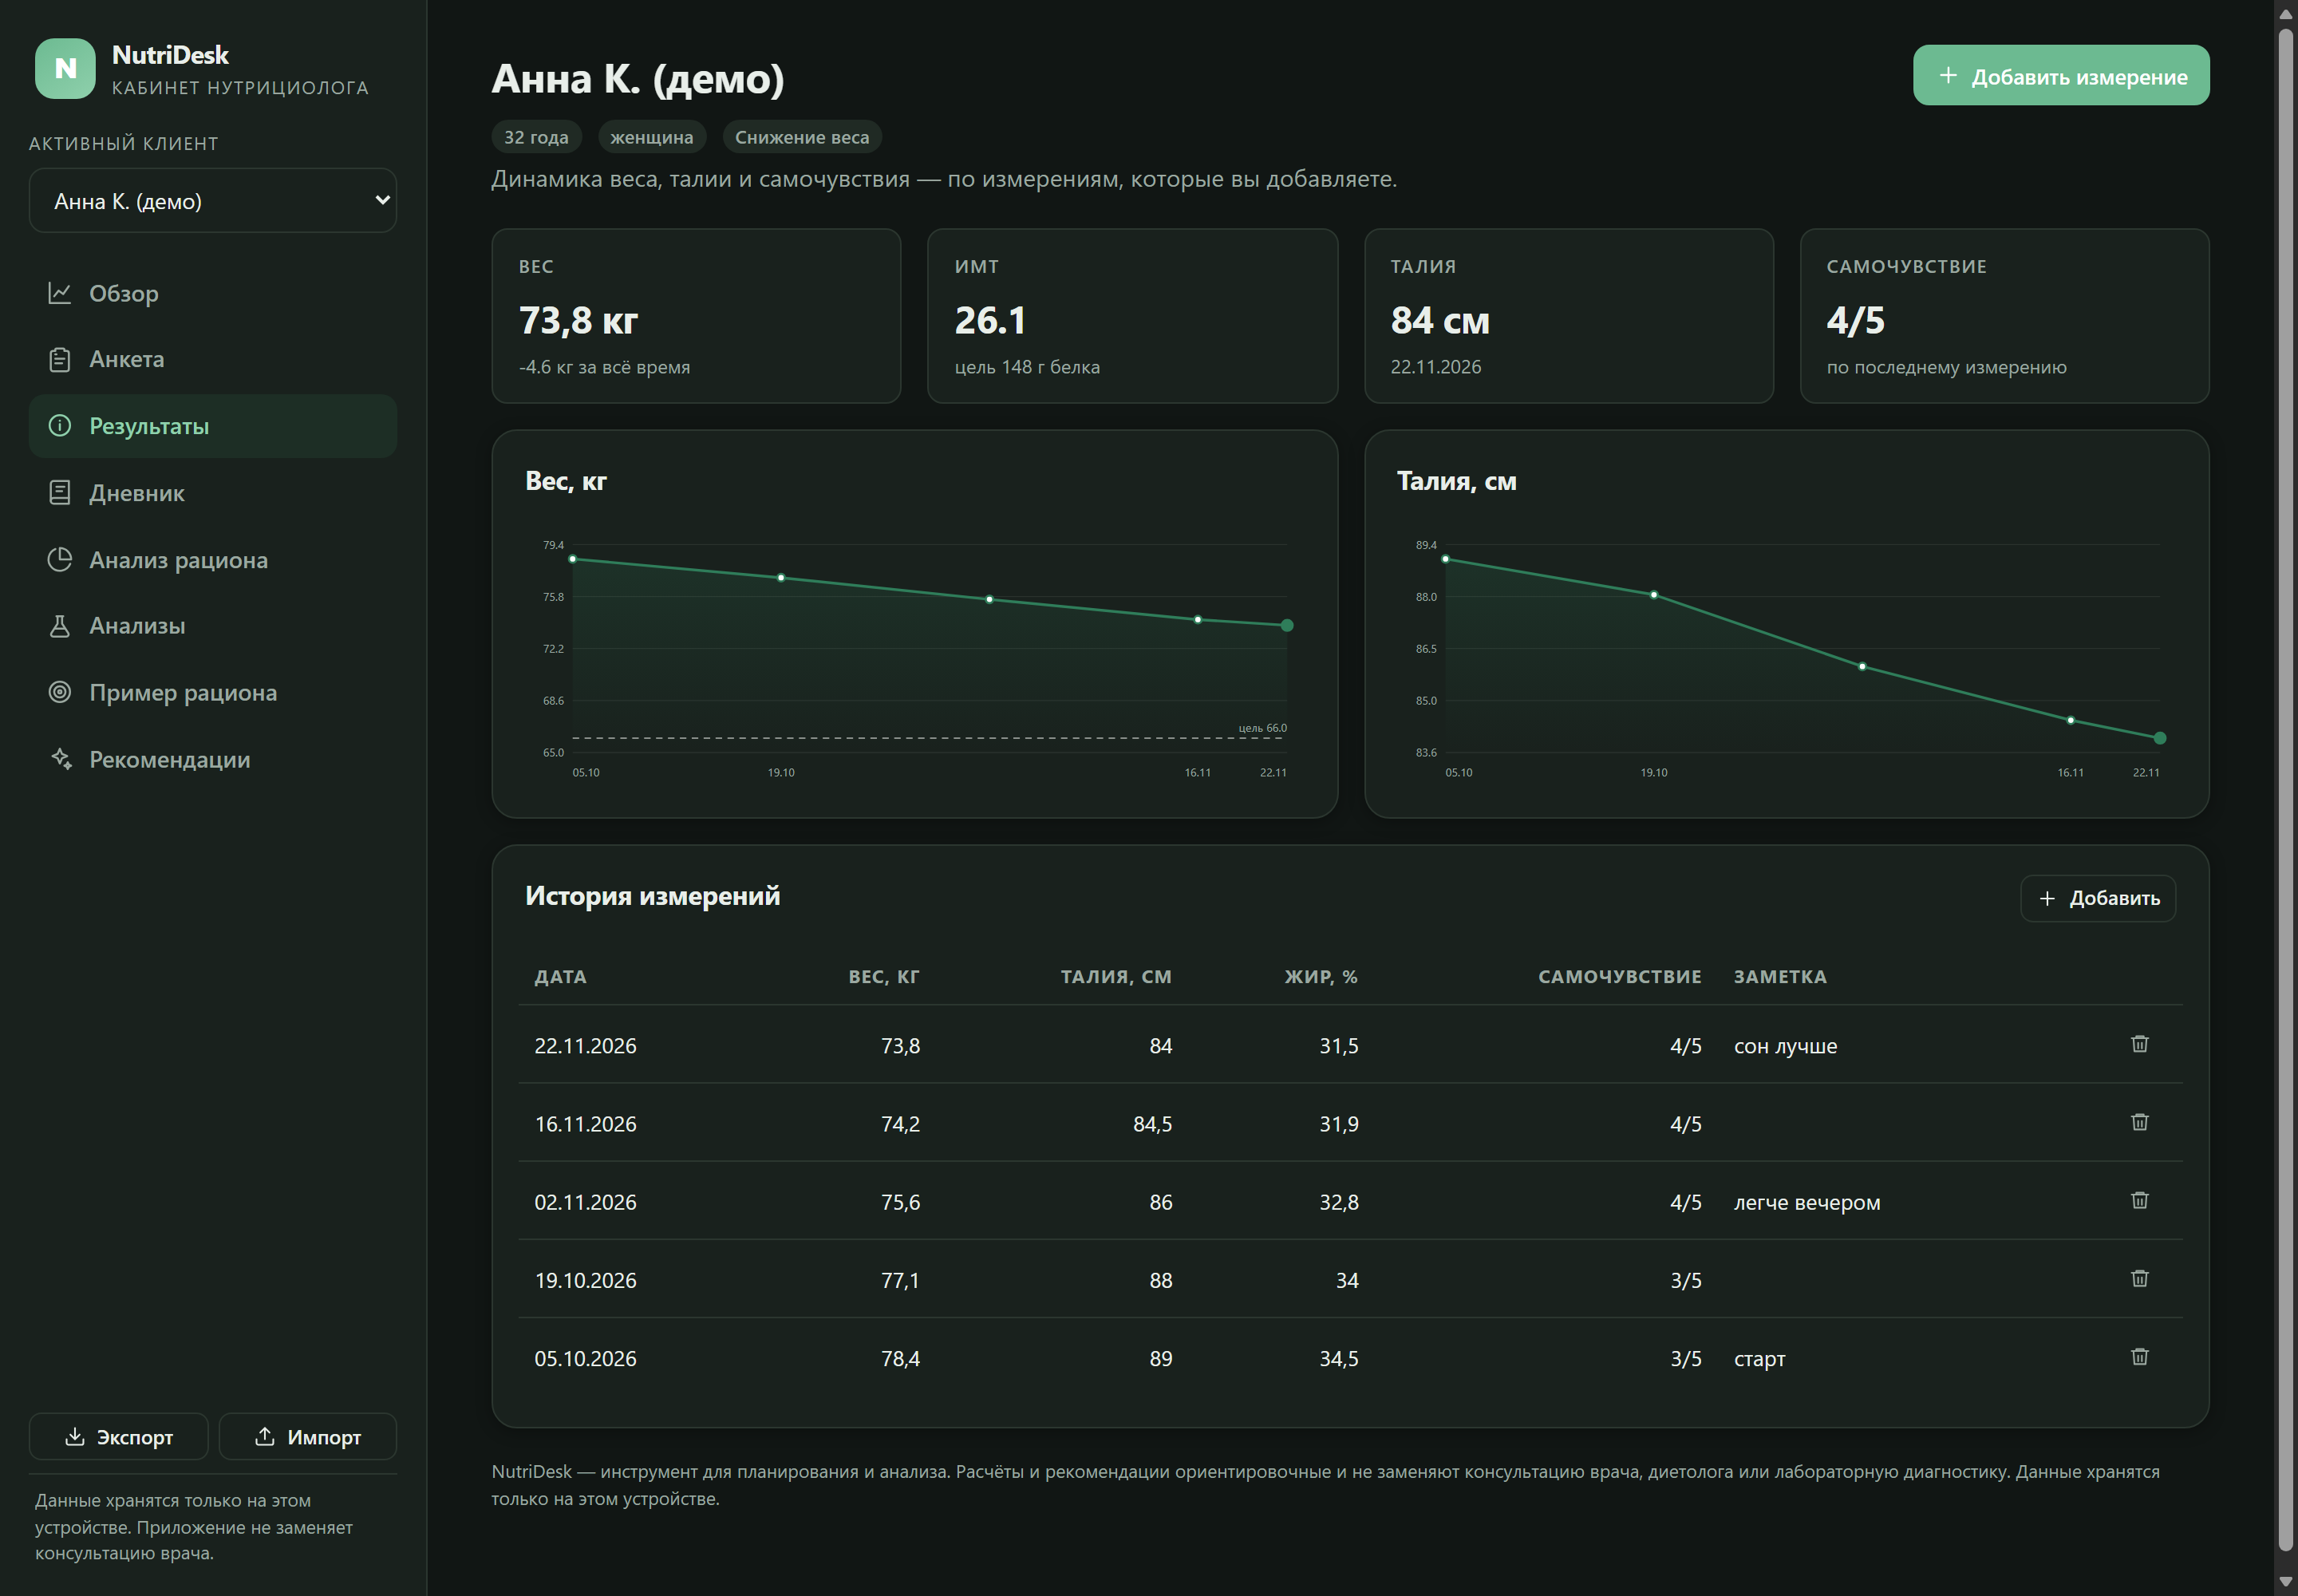 N
NutriDesk
КАБИНЕТ НУТРИЦИОЛОГА
АКТИВНЫЙ КЛИЕНТ
Анна К. (демо)
Обзор
Анкета
Результаты
Дневник
Анализ рациона
Анализы
Пример рациона
Рекомендации
Экспорт
Импорт
Данные хранятся только на этом
устройстве. Приложение не заменяет
консультацию врача.
Анна К. (демо)
Добавить измерение
32 года женщина Снижение веса
Динамика веса, талии и самочувствия — по измерениям, которые вы добавляете.
ВЕС
73,8 кг
-4.6 кг за всё время
ИМТ
26.1
цель 148 г белка
ТАЛИЯ
84 см
22.11.2026
САМОЧУВСТВИЕ
4/5
по последнему измерению
Вес, кг
79.4
75.8
72.2
68.6
цель 66.0
65.0
05.10 19.10 16.11 22.11
Талия, см
89.4
88.0
86.5
85.0
83.6
05.10 19.10 16.11 22.11
История измерений
Добавить
ДАТА ВЕС, КГ ТАЛИЯ, СМ ЖИР, % САМОЧУВСТВИЕ ЗАМЕТКА
22.11.2026 73,8 84 31,5 4/5 сон лучше
16.11.2026 74,2 84,5 31,9 4/5
02.11.2026 75,6 86 32,8 4/5 легче вечером
19.10.2026 77,1 88 34 3/5
05.10.2026 78,4 89 34,5 3/5 старт
NutriDesk — инструмент для планирования и анализа. Расчёты и рекомендации ориентировочные и не заменяют консультацию врача, диетолога или лабораторную диагностику. Данные хранятся
только на этом устройстве.